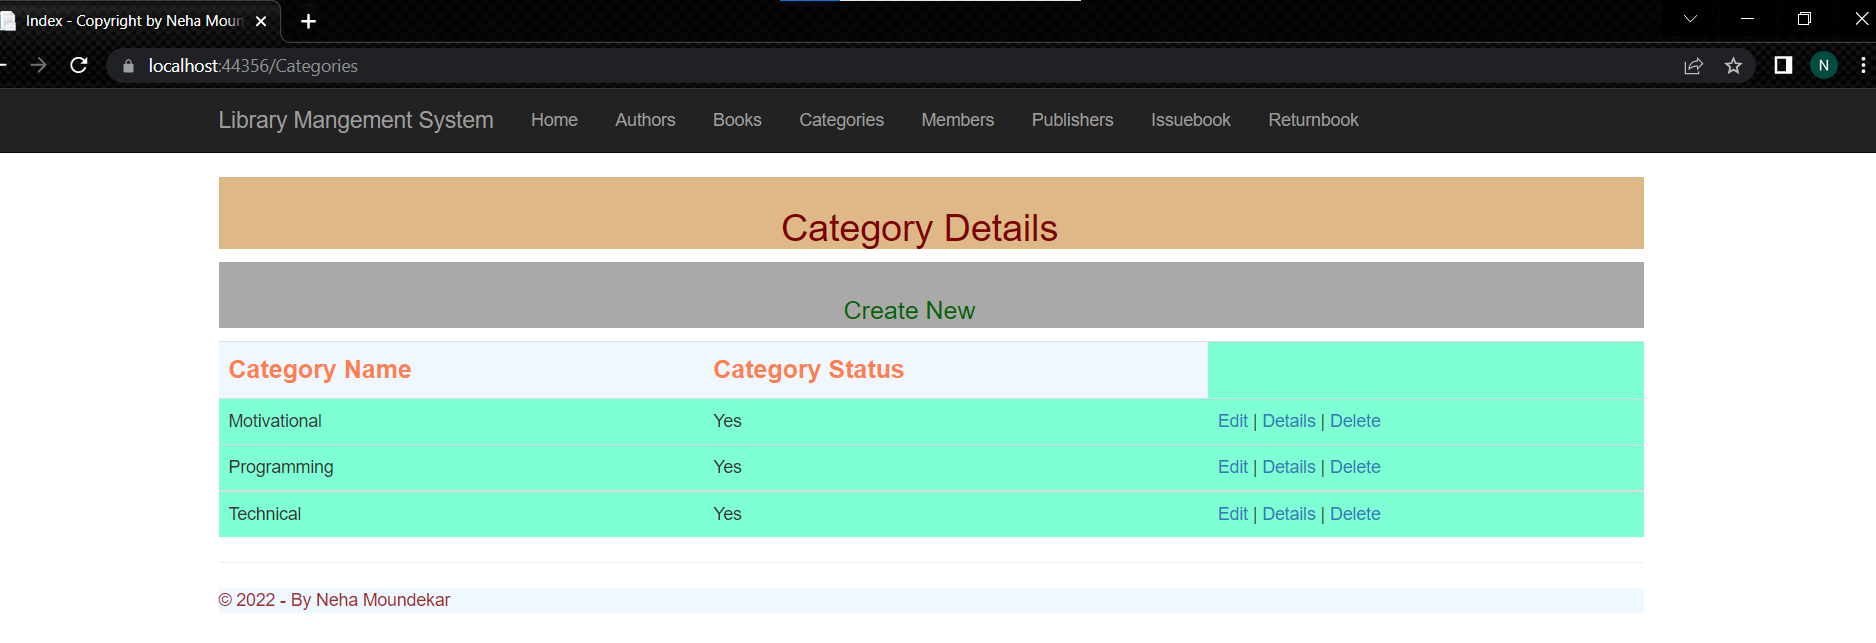 Index - Copyright by Neha Moun
localhost:44356/Categories
N
Library Mangement System Home Authors Books Categories Members Publishers Issuebook Returnbook
Category Details
Create New
Category Name Category Status
Motivational Yes Edit | Details | Delete
Programming Yes Edit | Details | Delete
Technical Yes Edit | Details | Delete
© 2022 - By Neha Moundekar